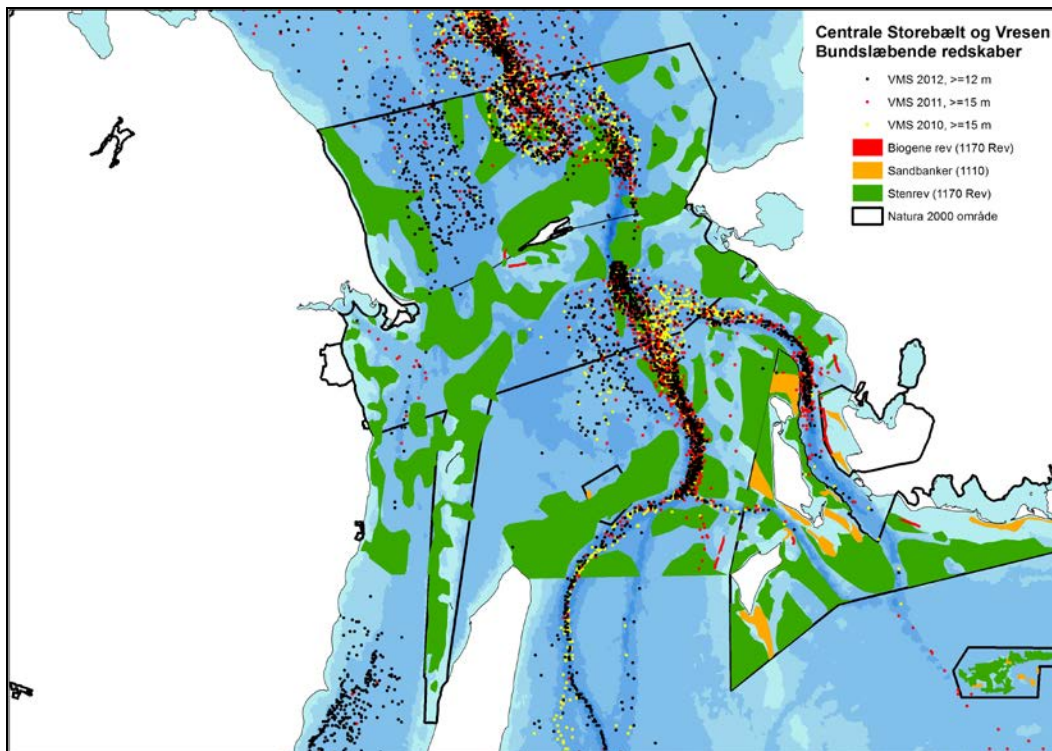 Centrale Storebælt og Vresen
Bundslæbende redskaber
VMS 2012, >=12 m
VMS 2011, >=15 m
VMS 2010, >=15 m
Biogene rev (1170 Rev)
Sandbanker (1110)
Stenrev (1170 Rev)
Natura 2000 område